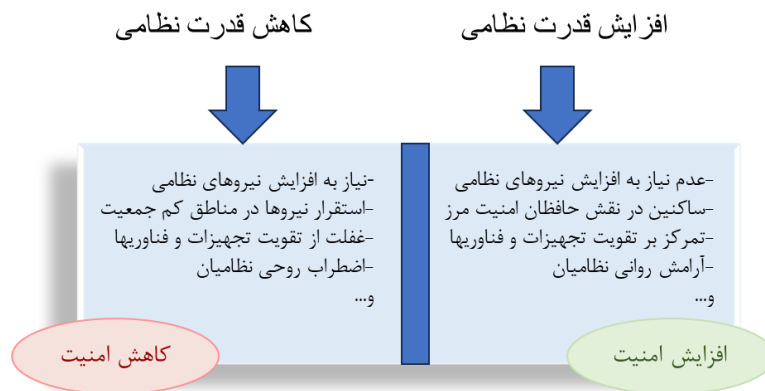 افزایش قدرت نظامی
-عدم نیاز به افزایش نیروهای نظامی
-ساکنین در نقش حافظان امنیت مرز
-تمرکز بر تقویت تجهیزات و فناوریها
-آرامش روانی نظامیان
و...
افزایش امنیت
کاهش قدرت نظامی
-نیاز به افزایش نیروهای نظامی
-استقرار نیروها در مناطق کم جمعیت
-غفلت از تقویت تجهیزات و فناوریها
-اضطراب روحی نظامیان
و...
کاهش امنیت